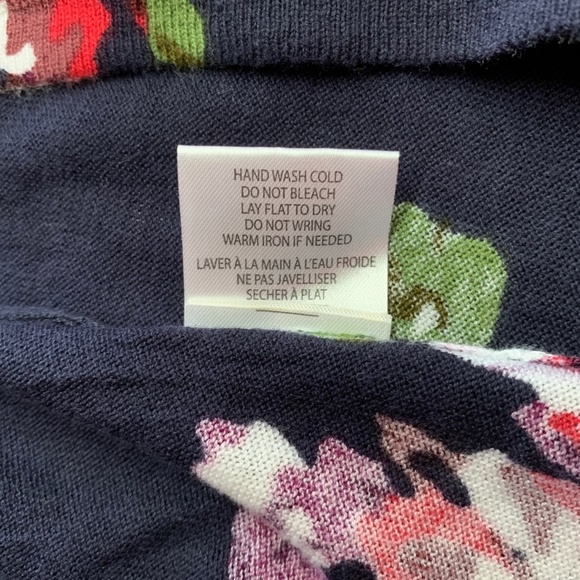 HAND WASH COLD
DO NOT BLEACH
LAY FLAT TO DRY
DO NOT WRING
WARM IRON IF NEEDED
LAVER À LA MAIN À L'EAU FROIDE
NE PAS JAVELLISER
SECHER À PLAT